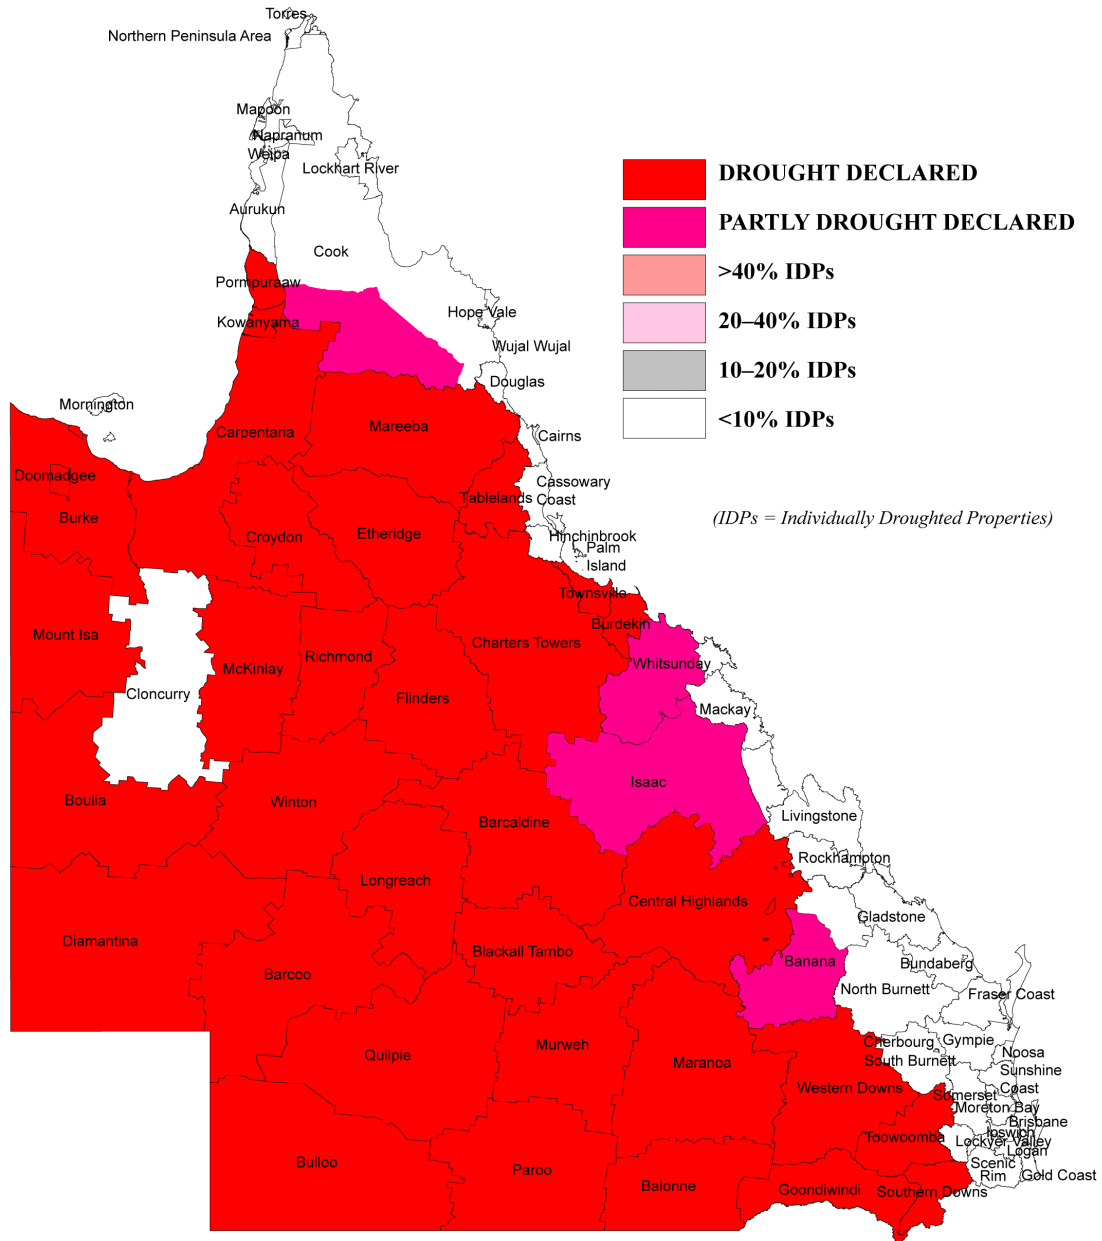 Torres
Northern Peninsula Area
Mapoon
Napranum
Weipa
Lockhart River
Aurukun
Cook
Pormpuraaw
Kowanyama
Hope Vale
Wujal Wujal
Douglas
Mornington
Carpentaria
Mareeba
Cairns
Doomadgee
Tablelands
Cassowary
Coast
Burke
Croydon
Etheridge
Hinchinbrook
Palm
Island
Townsville
Burdekin
Mount Isa
Cloncurry
McKinlay
Richmond
Flinders
Charters Towers
Whitsunday
Mackay
Isaac
Boulia
Winton
Barcaldine
Livingstone
Rockhampton
Longreach
Central Highlands
Gladstone
Diamantina
Barcoo
Blackall Tambo
Banana
Bundaberg
North Burnett
Fraser Coast
Quilpie
Murweh
Maranoa
Cherbourg
Gympie
South Burnett
Noosa
Sunshine
Coast
Western Downs
Somerset
Moreton Bay
Brisbane
Toowoomba
Ipswich
Lockyer Valley
Logan
Scenic
Rim
Gold Coast
Bulloo
Paroo
Balonne
Goondiwindi
Southern Downs
DROUGHT DECLARED
PARTLY DROUGHT DECLARED
>40% IDPs
20–40% IDPs
10–20% IDPs
<10% IDPs
(IDPs = Individually Droughted Properties)